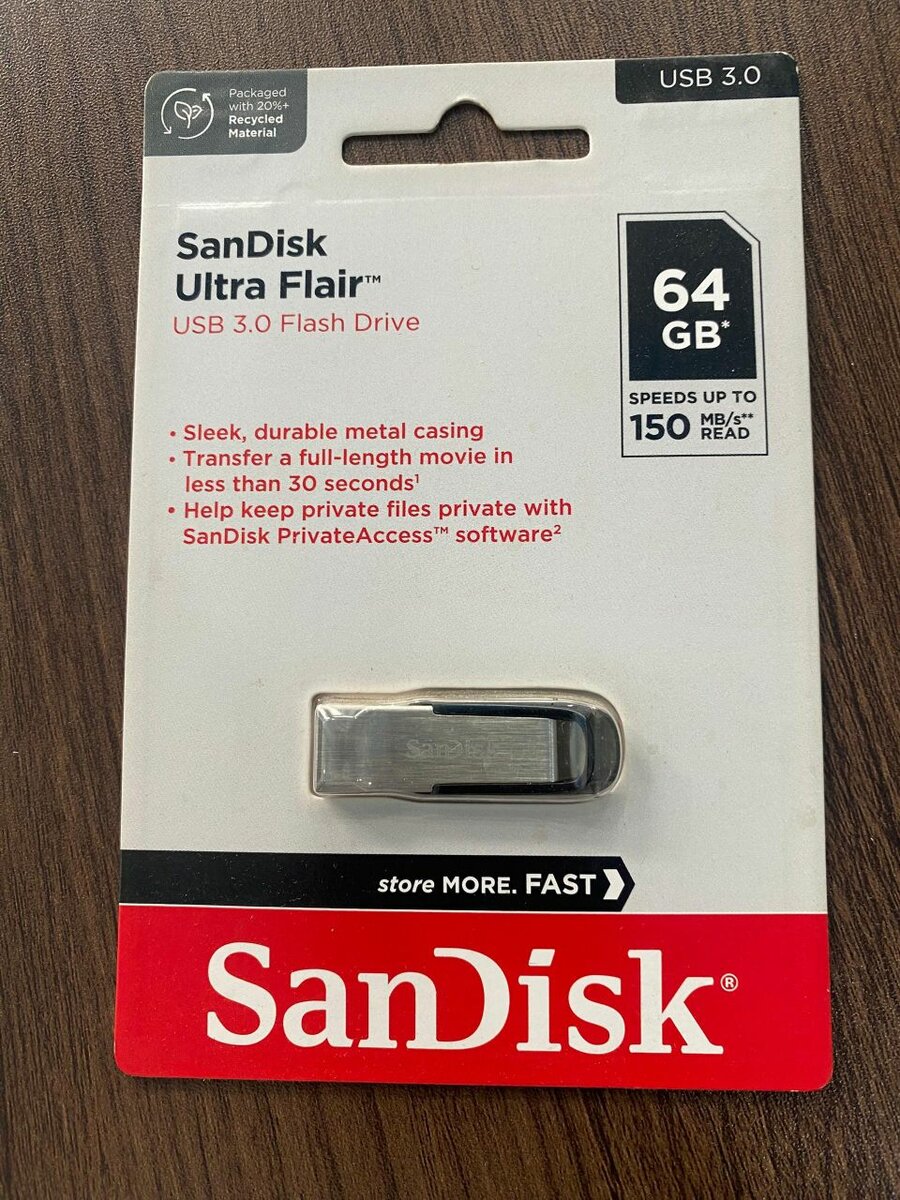 Packaged
with 20%+
Recycled
Material
USB 3.0
SanDisk
Ultra Flair™
USB 3.0 Flash Drive
64
GB*
SPEEDS UP TO
150 MB/s**
READ
• Sleek, durable metal casing
• Transfer a full-length movie in
less than 30 seconds¹
• Help keep private files private with
SanDisk PrivateAccess™ software²
SanDisk
store MORE. FAST
SanDisk®